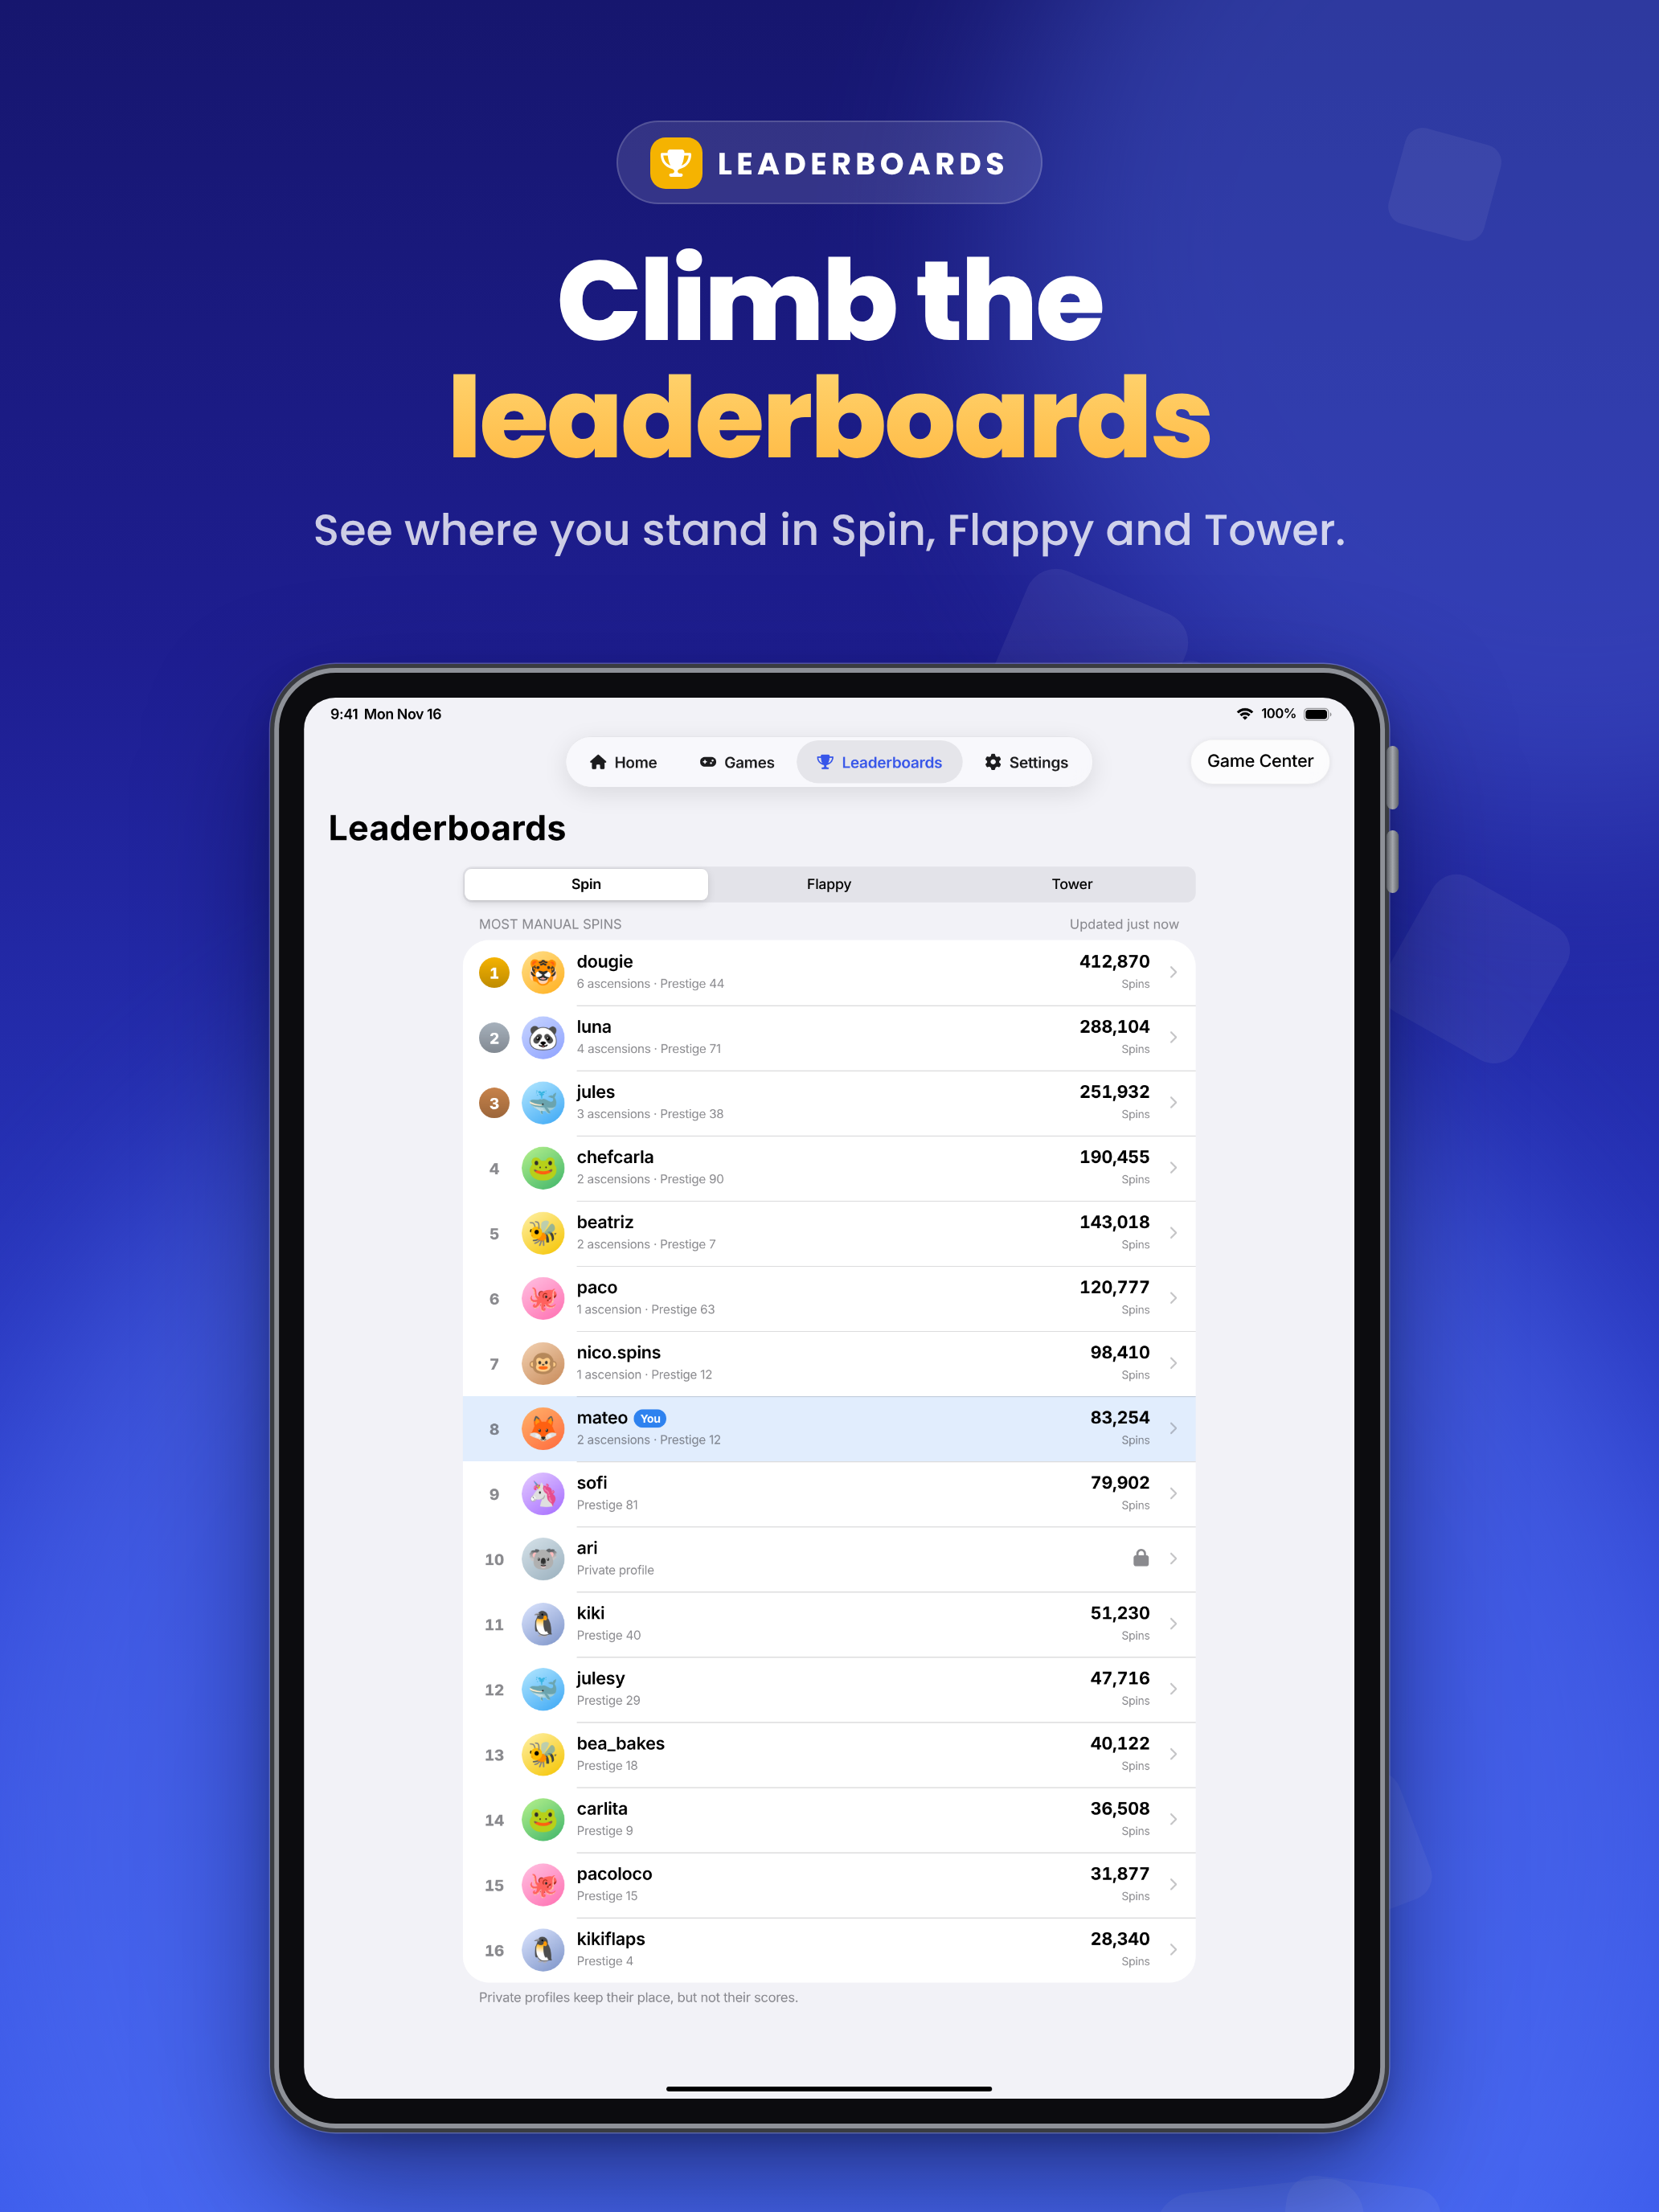 LEADERBOARDS
Climb the
leaderboards
See where you stand in Spin, Flappy and Tower.
9:41 Mon Nov 16
100%
Home Games Leaderboards Settings
Game Center
Leaderboards
Spin Flappy Tower
MOST MANUAL SPINS Updated just now
1 dougie 412,870
6 ascensions · Prestige 44 Spins
2 luna 288,104
4 ascensions · Prestige 71 Spins
3 jules 251,932
3 ascensions · Prestige 38 Spins
4 chefcarla 190,455
2 ascensions · Prestige 90 Spins
5 beatriz 143,018
2 ascensions · Prestige 7 Spins
6 paco 120,777
1 ascension · Prestige 63 Spins
7 nico.spins 98,410
1 ascension · Prestige 12 Spins
8 mateo You 83,254
2 ascensions · Prestige 12 Spins
9 sofi 79,902
Prestige 81 Spins
10 ari
Private profile
11 kiki 51,230
Prestige 40 Spins
12 julesy 47,716
Prestige 29 Spins
13 bea_bakes 40,122
Prestige 18 Spins
14 carlita 36,508
Prestige 9 Spins
15 pacoloco 31,877
Prestige 15 Spins
16 kikiflaps 28,340
Prestige 4 Spins
Private profiles keep their place, but not their scores.